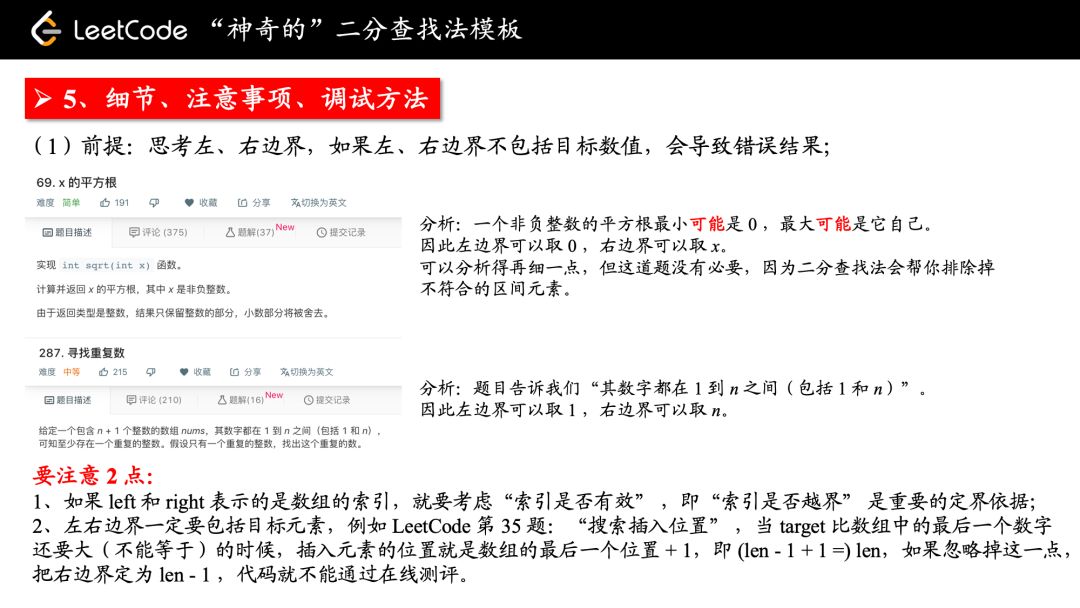 LeetCode “神奇的”二分查找法模板
➢ 5、细节、注意事项、调试方法
（1）前提：思考左、右边界，如果左、右边界不包括目标数值，会导致错误结果；
69. x 的平方根
难度 简单 191 收藏 分享 切换为英文
题目描述 评论 (375) 题解(37) New 提交记录
实现 int sqrt(int x) 函数。
计算并返回 x 的平方根，其中 x 是非负整数。
由于返回类型是整数，结果只保留整数的部分，小数部分将被舍去。
分析：一个非负整数的平方根最小可能是 0 ，最大可能是它自己。
因此左边界可以取 0 ，右边界可以取 x。
可以分析得再细一点，但这道题没有必要，因为二分查找法会帮你排除掉
不符合的区间元素。
287. 寻找重复数
难度 中等 215 收藏 分享 切换为英文
题目描述 评论 (210) 题解(16) New 提交记录
给定一个包含 n + 1 个整数的数组 nums，其数字都在 1 到 n 之间（包括 1 和 n），
可知至少存在一个重复的整数。假设只有一个重复的整数，找出这个重复的数。
分析：题目告诉我们“其数字都在 1 到 n 之间（包括 1 和 n）”。
因此左边界可以取 1 ，右边界可以取 n。
要注意 2 点：
1、如果 left 和 right 表示的是数组的索引，就要考虑“索引是否有效” ，即“索引是否越界” 是重要的定界依据；
2、左右边界一定要包括目标元素，例如 LeetCode 第 35 题：“搜索插入位置” ，当 target 比数组中的最后一个数字
还要大（不能等于）的时候，插入元素的位置就是数组的最后一个位置 + 1，即 (len - 1 + 1 =) len，如果忽略掉这一点，
把右边界定为 len - 1 ，代码就不能通过在线测评。